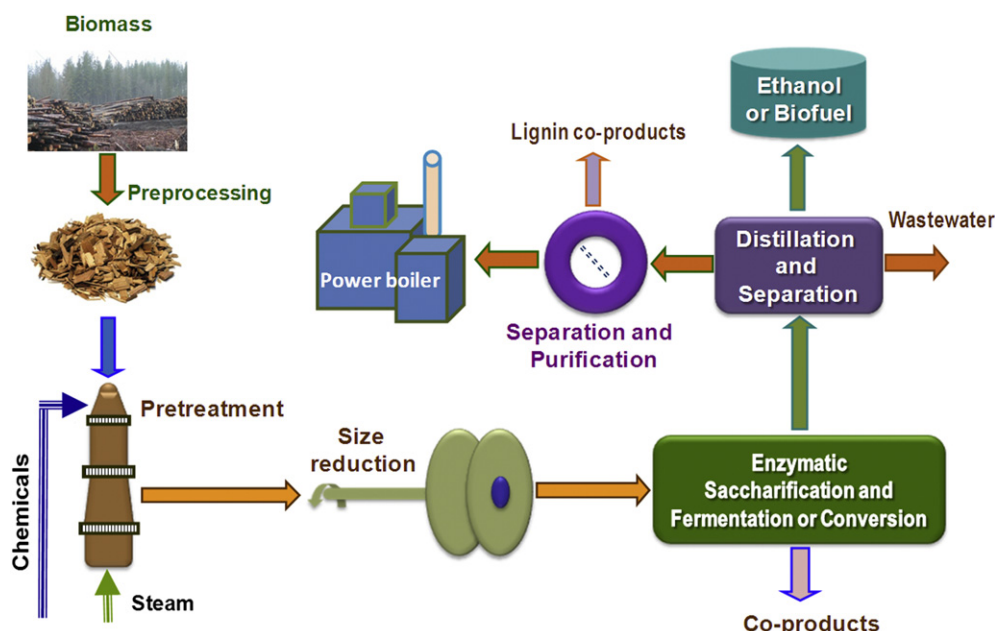 Biomass
Preprocessing
Ethanol
or Biofuel
Lignin co-products
Wastewater
Power boiler
Distillation
and
Separation
Separation and
Purification
Pretreatment
Chemicals
Size
reduction
Enzymatic
Saccharification and
Fermentation or Conversion
Steam
Co-products